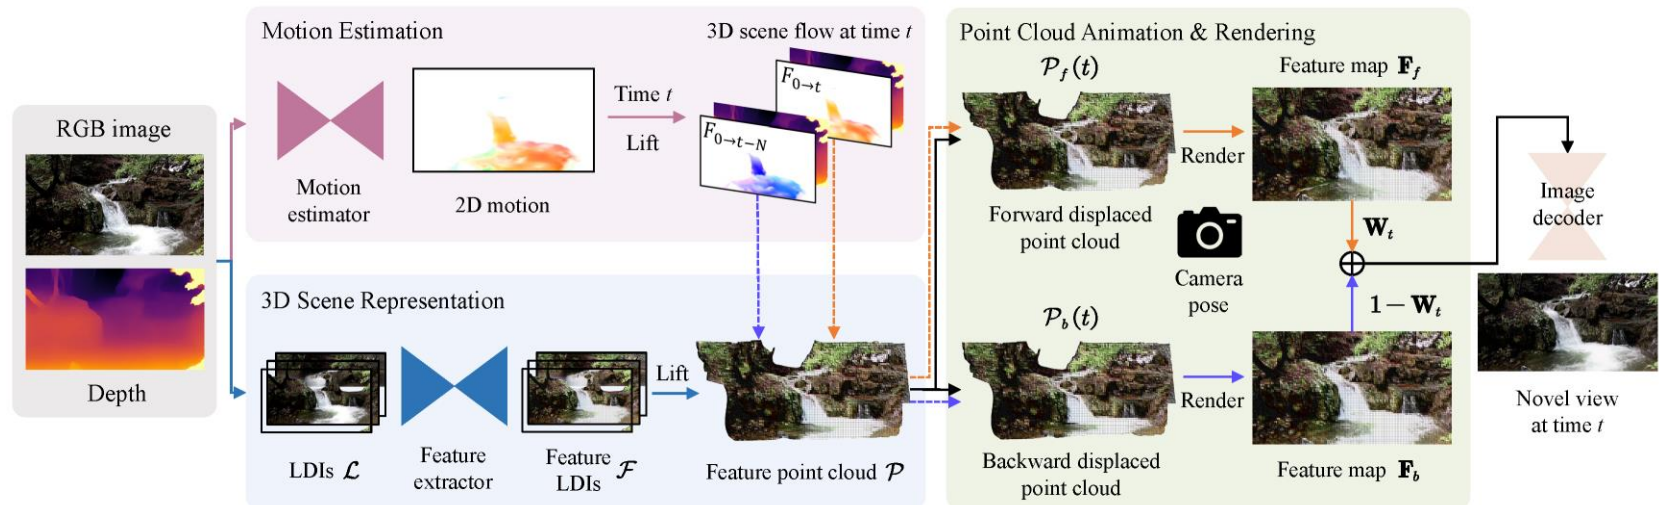 RGB image
Depth
Motion Estimation
Motion
estimator
2D motion
Time t
Lift
3D scene flow at time t
F0→t
F0→t−N
3D Scene Representation
LDIs ℒ
Feature
extractor
Feature ℱ
LDIs
Lift
Feature point cloud 𝒫
Point Cloud Animation & Rendering
𝒫f(t)
Forward displaced
point cloud
Render
Feature map 𝐅f
Camera
pose
𝒫b(t)
Backward displaced
point cloud
Render
Feature map 𝐅b
𝐖t
1 − 𝐖t
Image
decoder
Novel view
at time t